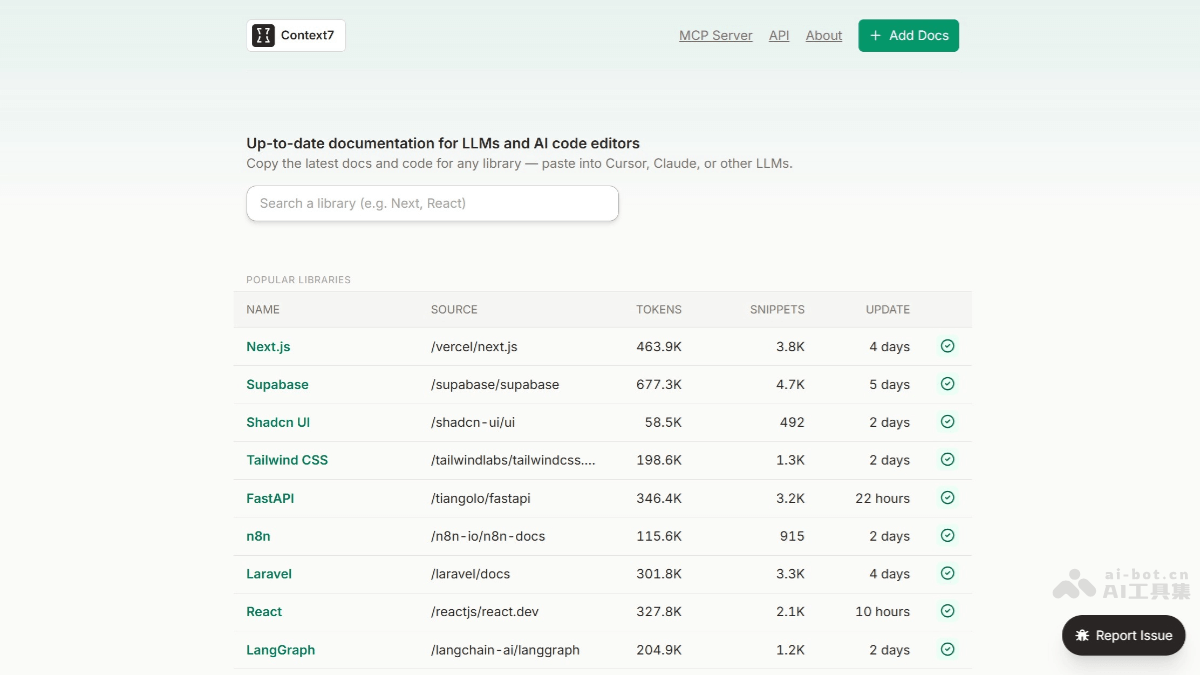 Context7
MCP Server API About + Add Docs
Up-to-date documentation for LLMs and AI code editors
Copy the latest docs and code for any library — paste into Cursor, Claude, or other LLMs.
Search a library (e.g. Next, React)
POPULAR LIBRARIES
NAME SOURCE TOKENS SNIPPETS UPDATE
Next.js /vercel/next.js 463.9K 3.8K 4 days
Supabase /supabase/supabase 677.3K 4.7K 5 days
Shadcn UI /shadcn-ui/ui 58.5K 492 2 days
Tailwind CSS /tailwindlabs/tailwindcss.... 198.6K 1.3K 2 days
FastAPI /tiangolo/fastapi 346.4K 3.2K 22 hours
n8n /n8n-io/n8n-docs 115.6K 915 2 days
Laravel /laravel/docs 301.8K 3.3K 4 days
React /reactjs/react.dev 327.8K 2.1K 10 hours
LangGraph /langchain-ai/langgraph 204.9K 1.2K 2 days
ai-bot.cn
AI工具集
Report Issue